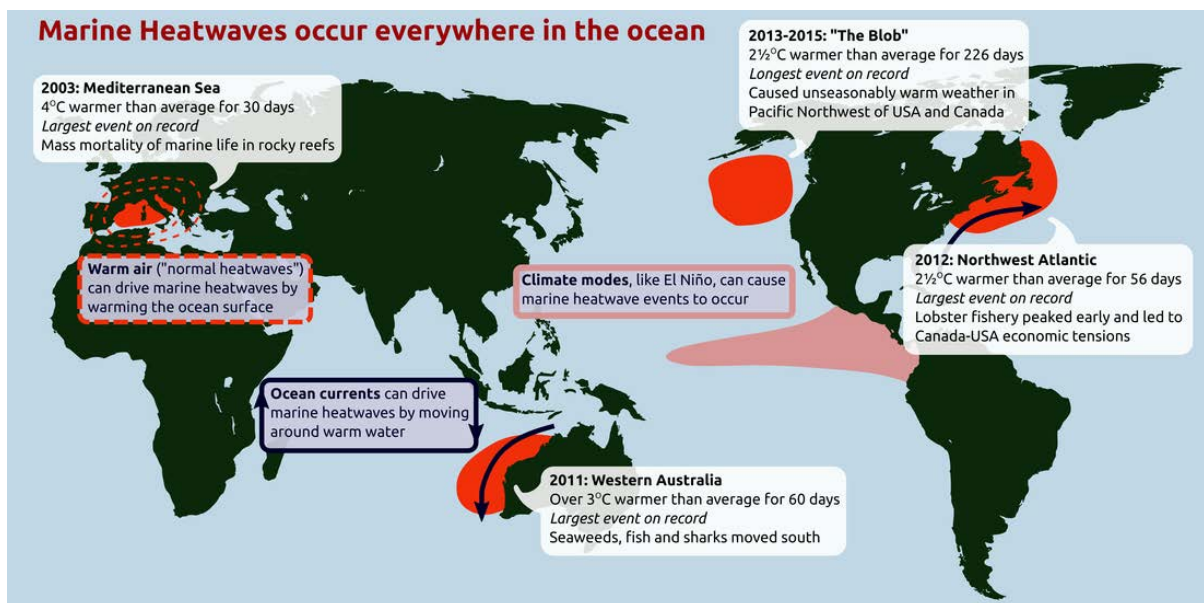 Marine Heatwaves occur everywhere in the ocean
2003: Mediterranean Sea
4°C warmer than average for 30 days
Largest event on record
Mass mortality of marine life in rocky reefs
2013-2015: "The Blob"
2½°C warmer than average for 226 days
Longest event on record
Caused unseasonably warm weather in
Pacific Northwest of USA and Canada
Warm air ("normal heatwaves")
can drive marine heatwaves by
warming the ocean surface
Climate modes, like El Niño, can cause
marine heatwave events to occur
2012: Northwest Atlantic
2½°C warmer than average for 56 days
Largest event on record
Lobster fishery peaked early and led to
Canada-USA economic tensions
Ocean currents can drive
marine heatwaves by moving
around warm water
2011: Western Australia
Over 3°C warmer than average for 60 days
Largest event on record
Seaweeds, fish and sharks moved south